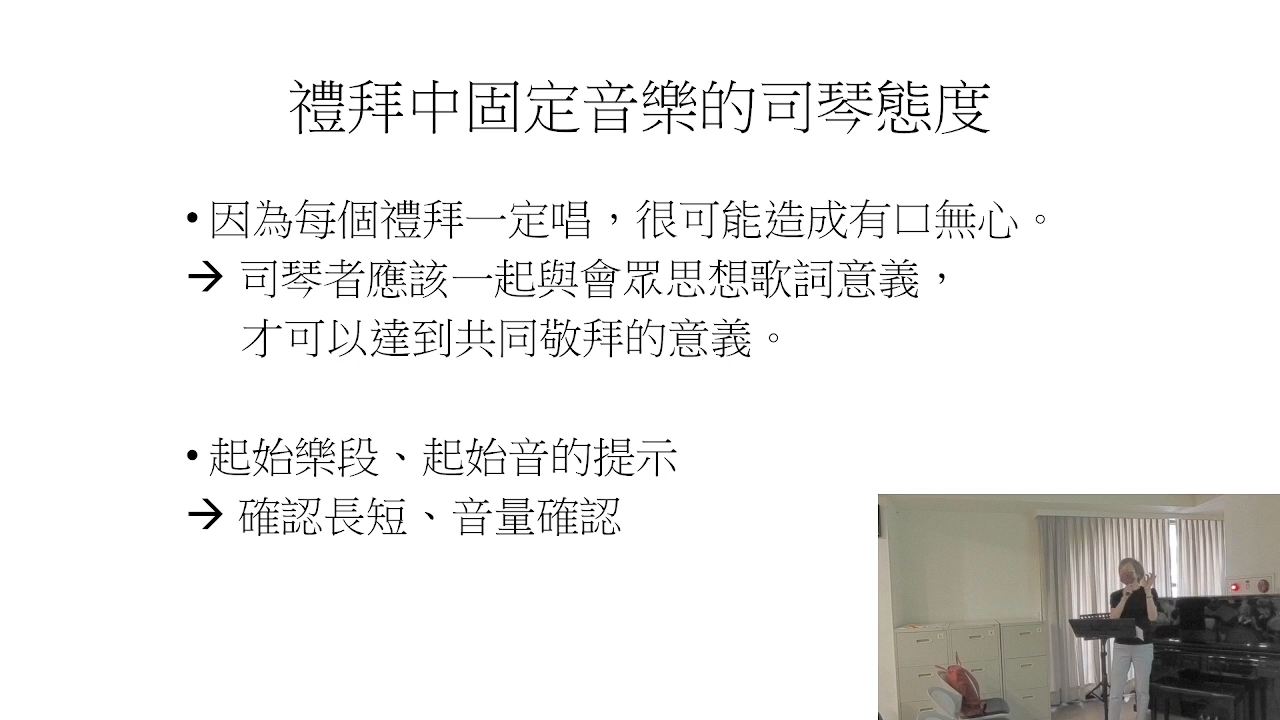 禮拜中固定音樂的司琴態度
• 因為每個禮拜一定唱，很可能造成有口無心。
→ 司琴者應該一起與會眾思想歌詞意義，
才可以達到共同敬拜的意義。
• 起始樂段、起始音的提示
→ 確認長短、音量確認